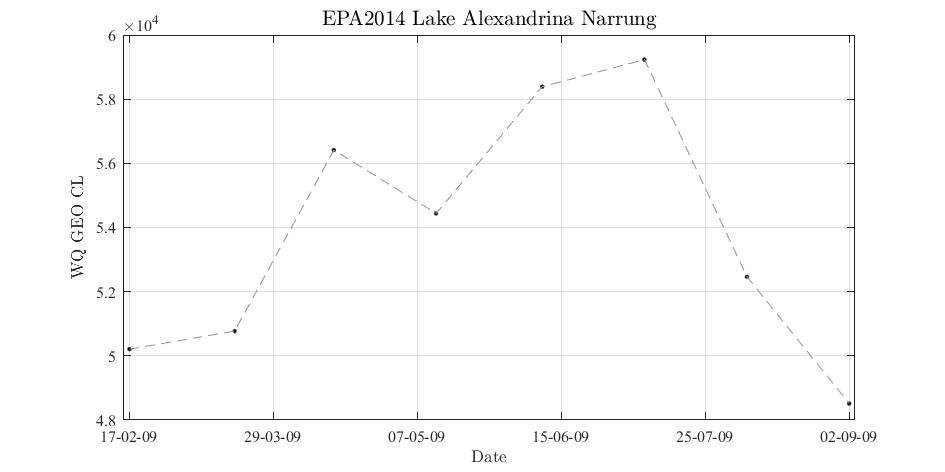 EPA2014 Lake Alexandrina Narrung
×10⁴
6
5.8
5.6
5.4
5.2
5
4.8
WQ GEO CL
17-02-09 29-03-09 07-05-09 15-06-09 25-07-09 02-09-09
Date